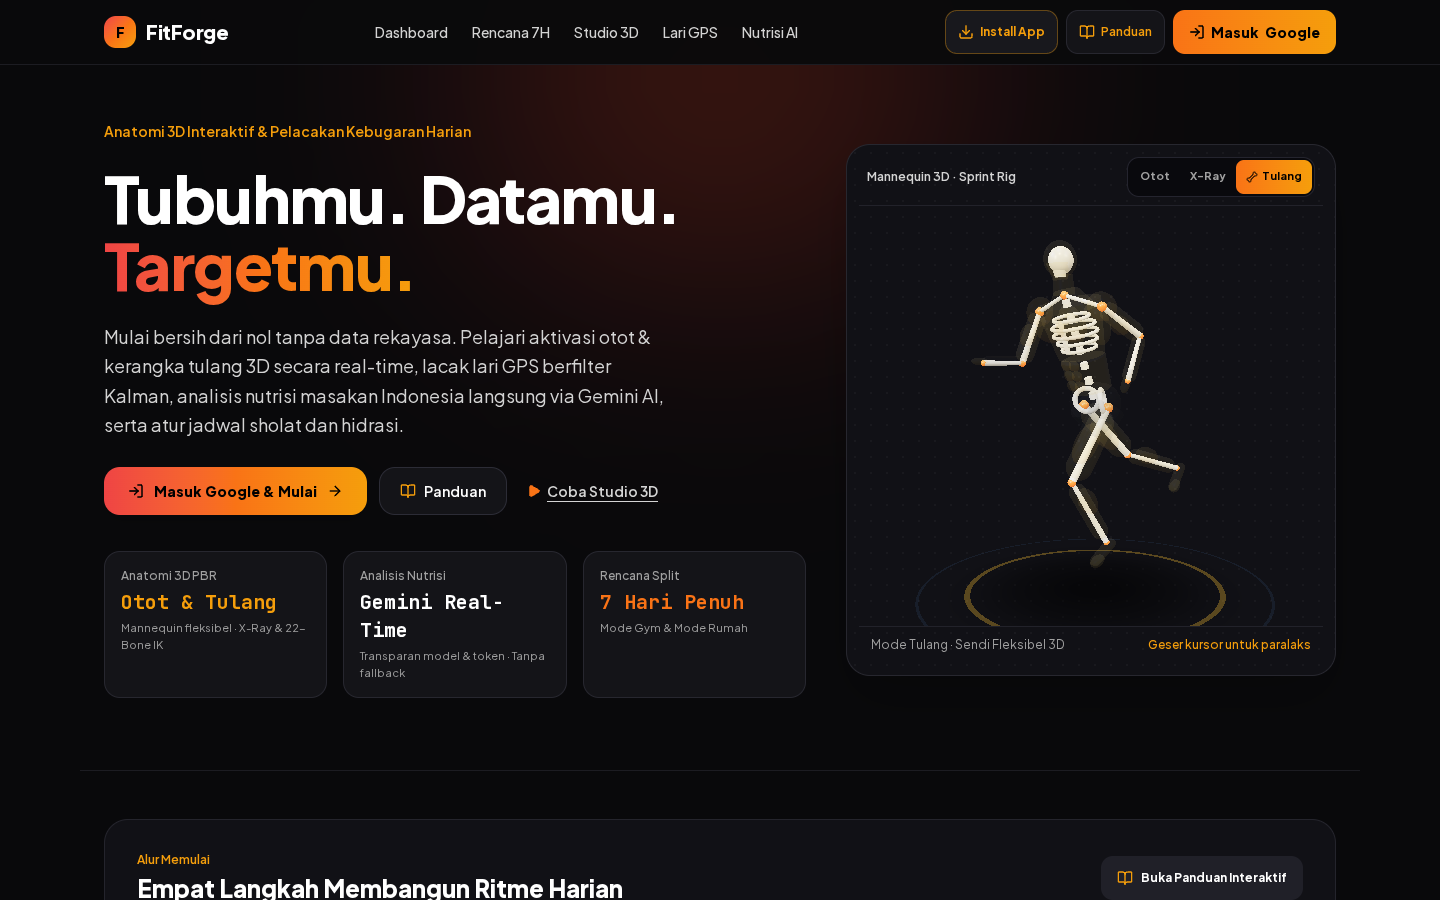 F FitForge
Dashboard Rencana 7H Studio 3D Lari GPS Nutrisi AI
Install App Panduan Masuk Google
Anatomi 3D Interaktif & Pelacakan Kebugaran Harian
Tubuhmu. Datamu.
Targetmu.
Mulai bersih dari nol tanpa data rekayasa. Pelajari aktivasi otot &
kerangka tulang 3D secara real-time, lacak lari GPS berfilter
Kalman, analisis nutrisi masakan Indonesia langsung via Gemini AI,
serta atur jadwal sholat dan hidrasi.
Masuk Google & Mulai Panduan Coba Studio 3D
Anatomi 3D PBR
Otot & Tulang
Mannequin fleksibel · X-Ray & 22-
Bone IK
Analisis Nutrisi
Gemini Real-
Time
Transparan model & token · Tanpa
fallback
Rencana Split
7 Hari Penuh
Mode Gym & Mode Rumah
Mannequin 3D · Sprint Rig
Otot X-Ray Tulang
Mode Tulang · Sendi Fleksibel 3D
Geser kursor untuk paralaks
Alur Memulai
Empat Langkah Membangun Ritme Harian
Buka Panduan Interaktif